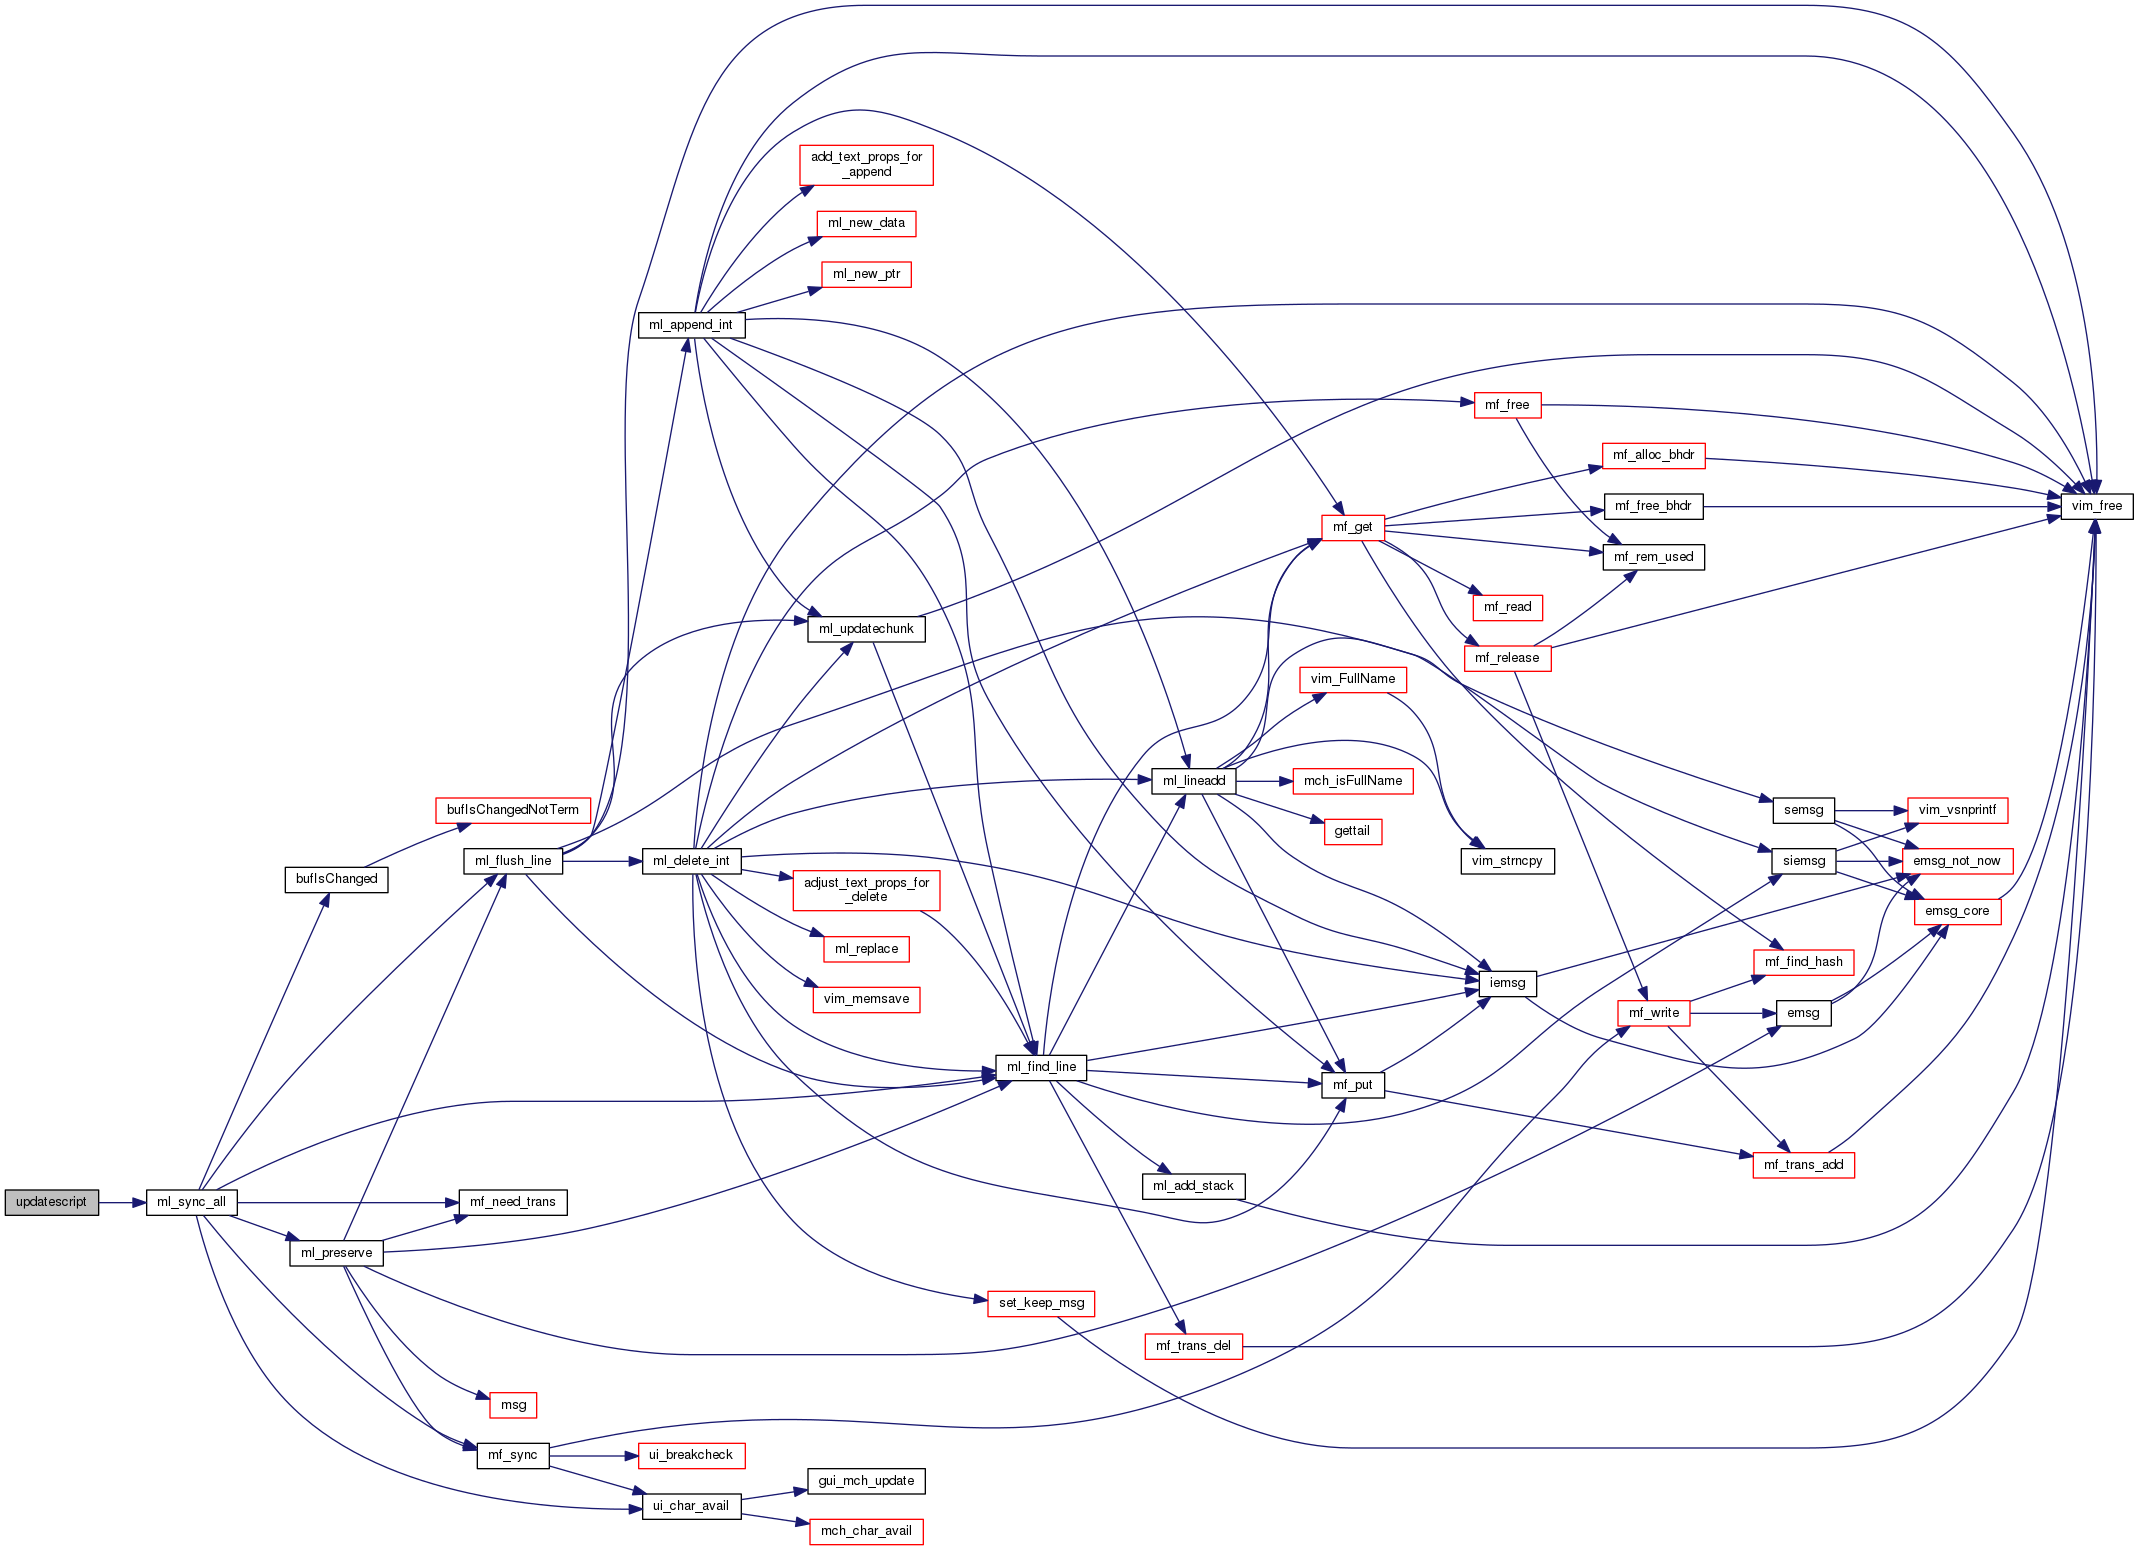 updatescript
ml_sync_all
bufIsChanged
ml_preserve
bufIsChangedNotTerm
ml_flush_line
mf_need_trans
msg
mf_sync
ml_append_int
ml_delete_int
ui_breakcheck
ui_char_avail
add_text_props_for
_append
ml_new_data
ml_new_ptr
ml_updatechunk
adjust_text_props_for
_delete
ml_replace
vim_memsave
gui_mch_update
mch_char_avail
ml_find_line
set_keep_msg
ml_lineadd
ml_add_stack
mf_trans_del
mf_get
vim_FullName
mch_isFullName
gettail
mf_put
mf_free
mf_read
mf_release
vim_strncpy
iemsg
mf_alloc_bhdr
mf_free_bhdr
mf_rem_used
mf_write
semsg
siemsg
mf_find_hash
emsg
mf_trans_add
vim_vsnprintf
emsg_not_now
emsg_core
vim_free